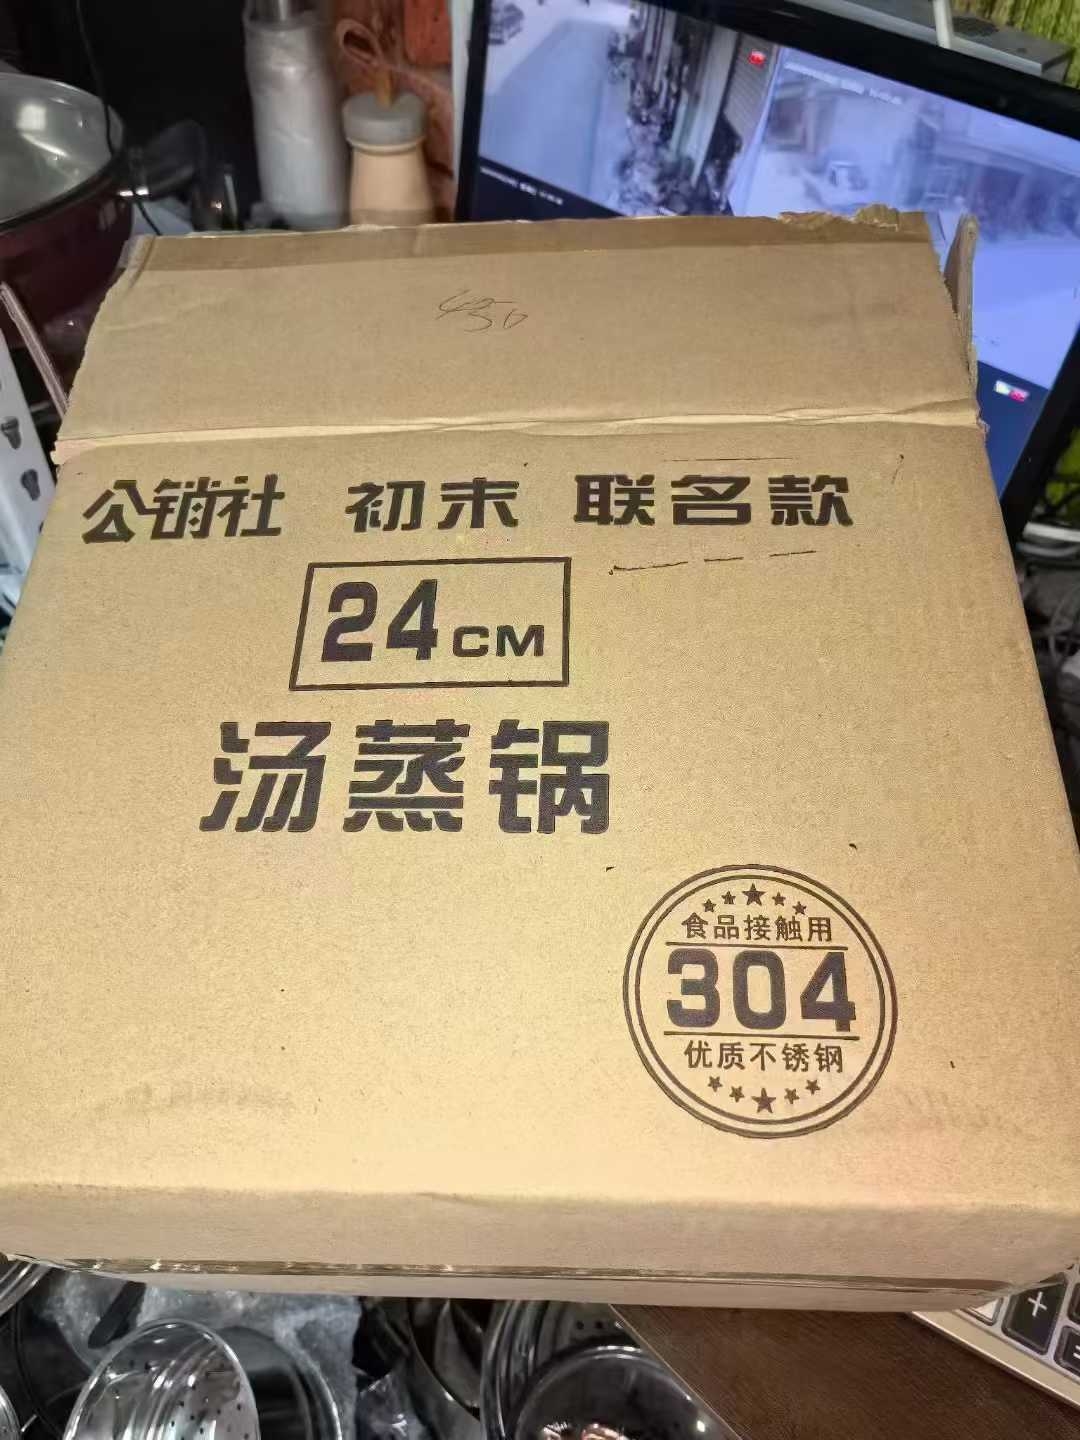 公销社 初末 联名款
24CM
汤蒸锅
食品接触用
304
优质不锈钢